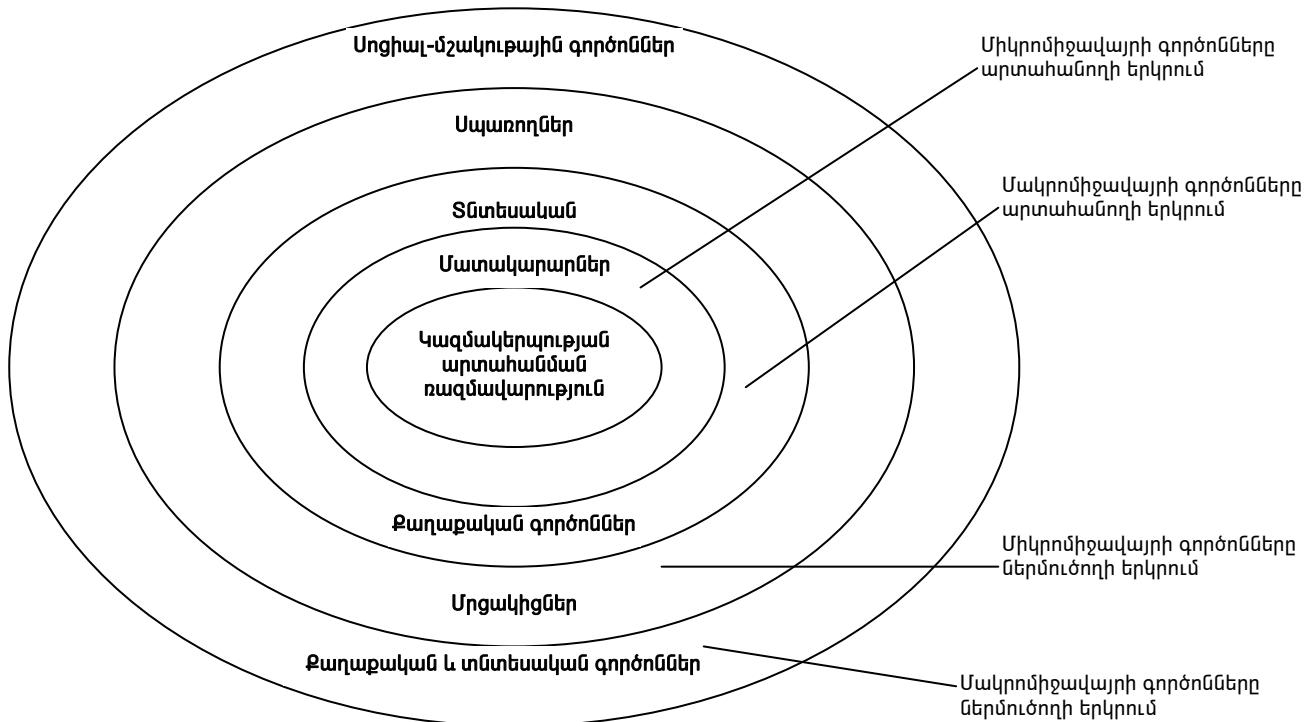 Սոցիալ-մշակութային գործոններ
Միկրոմիջավայրի գործոնները
արտահանողի երկրում
Սպառողներ
Մակրոմիջավայրի գործոնները
արտահանողի երկրում
Տնտեսական
Մատակարարներ
Կազմակերպության
արտահանման
ռազմավարություն
Քաղաքական գործոններ
Միկրոմիջավայրի գործոնները
ներմուծողի երկրում
Մրցակիցներ
Քաղաքական և տնտեսական գործոններ
Մակրոմիջավայրի գործոնները
ներմուծողի երկրում